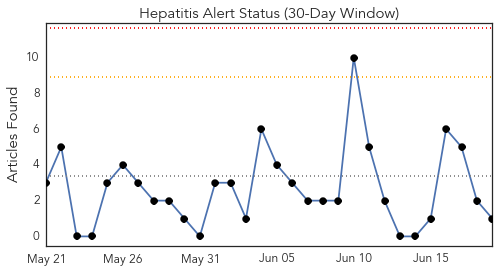 Hepatitis Alert Status (30-Day Window)
Articles Found
10
8
6
4
2
0
May 21 May 26 May 31 Jun 05 Jun 10 Jun 15